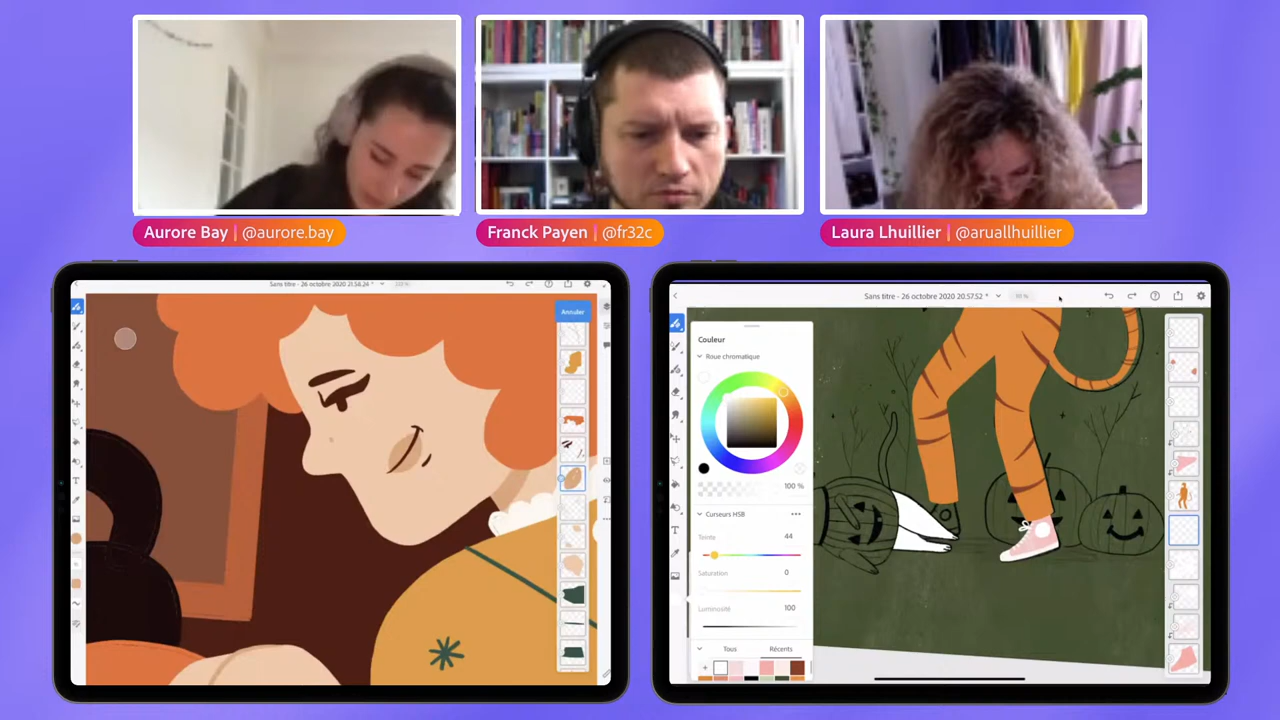 Aurore Bay | @aurore.bay
Franck Payen | @fr32c
Laura Lhuillier | @aruallhuillier
Sans titre - 26 octobre 2020 21.58.24 *
Annuler
Sans titre - 26 octobre 2020 20.57.52 *
Couleur
Roue chromatique
100 %
Curseurs HSB
Teinte 44
Saturation 0
Luminosité 100
Tous Récents